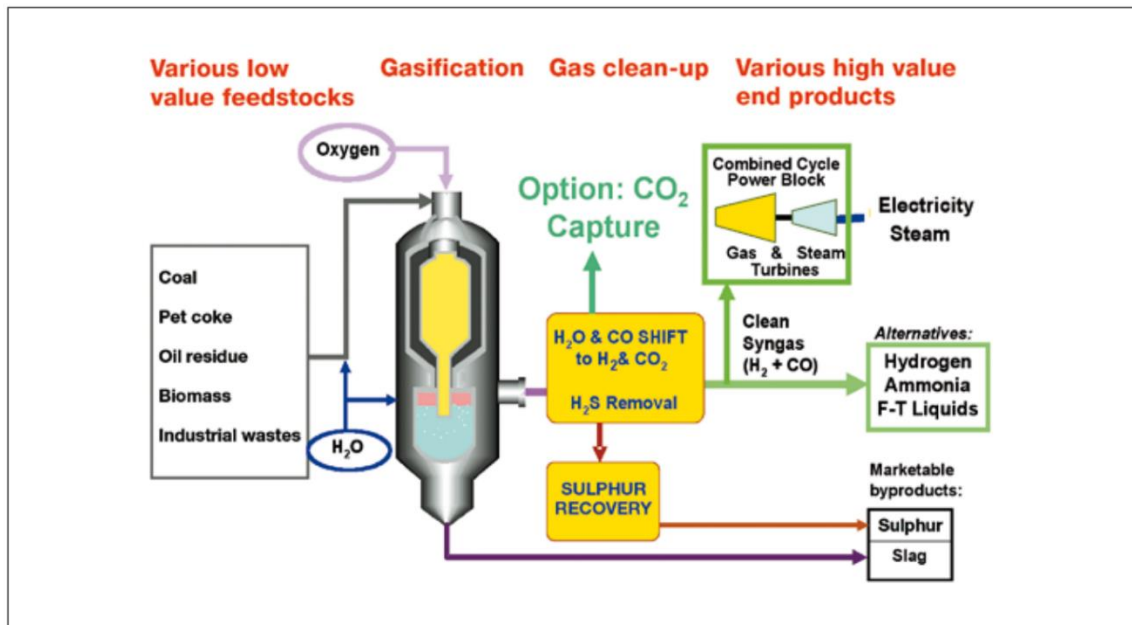 Various low
value feedstocks
Gasification
Gas clean-up
Various high value
end products
Oxygen
Option: CO₂
Capture
Combined Cycle
Power Block
Gas & Steam
Turbines
Electricity
Steam
Coal
Pet coke
Oil residue
Biomass
Industrial wastes
H₂O
H₂O & CO SHIFT
to H₂& CO₂
H₂S Removal
Clean
Syngas
(H₂ + CO)
Alternatives:
Hydrogen
Ammonia
F-T Liquids
SULPHUR
RECOVERY
Marketable
byproducts:
Sulphur
Slag